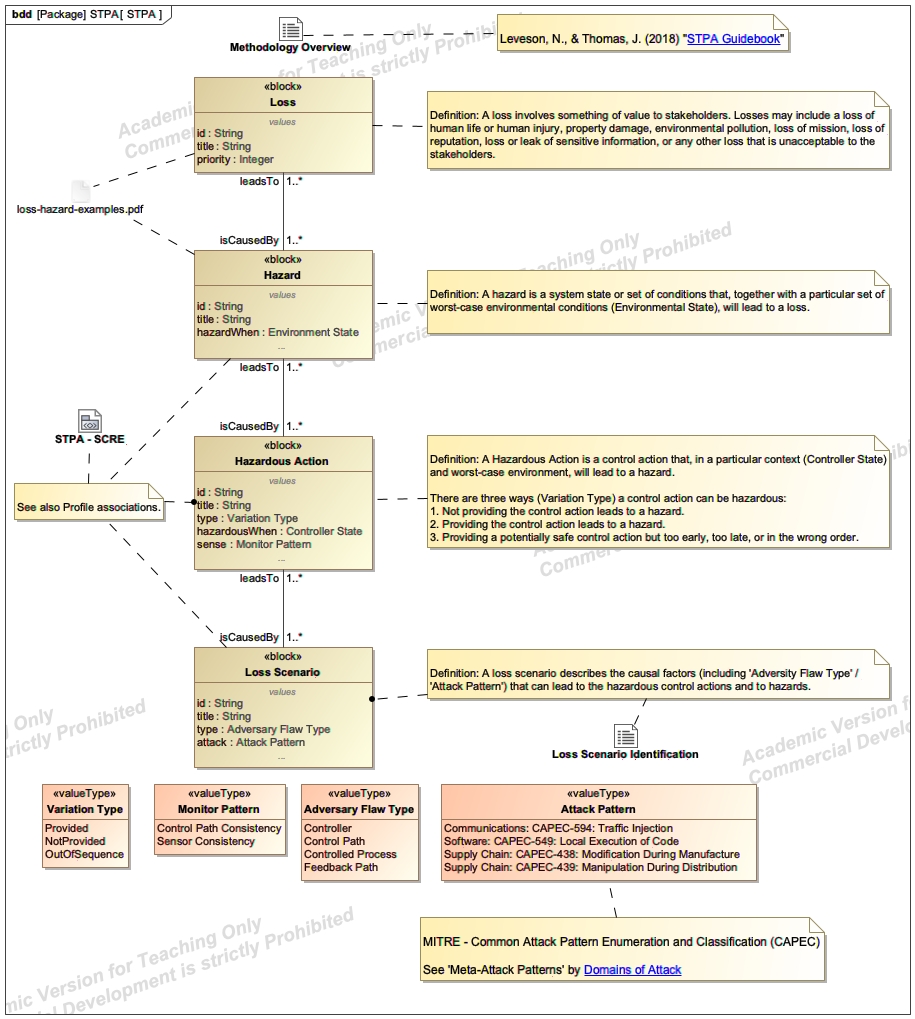 bdd [Package] STPA[ STPA ]
Methodology Overview
Leveson, N., & Thomas, J. (2018) "STPA Guidebook"
Academic Version for Teaching Only
Commercial Development is strictly Prohibited
«block»
Loss
values
id : String
title : String
priority : Integer
Definition: A loss involves something of value to stakeholders. Losses may include a loss of
human life or human injury, property damage, environmental pollution, loss of mission, loss of
reputation, loss or leak of sensitive information, or any other loss that is unacceptable to the
stakeholders.
leadsTo 1..*
loss-hazard-examples.pdf
isCausedBy 1..*
«block»
Hazard
values
id : String
title : String
hazardWhen : Environment State
...
Definition: A hazard is a system state or set of conditions that, together with a particular set of
worst-case environmental conditions (Environmental State), will lead to a loss.
leadsTo 1..*
STPA - SCRE
isCausedBy 1..*
See also Profile associations.
«block»
Hazardous Action
values
id : String
title : String
type : Variation Type
hazardousWhen : Controller State
sense : Monitor Pattern
...
Definition: A Hazardous Action is a control action that, in a particular context (Controller State)
and worst-case environment, will lead to a hazard.
There are three ways (Variation Type) a control action can be hazardous:
1. Not providing the control action leads to a hazard.
2. Providing the control action leads to a hazard.
3. Providing a potentially safe control action but too early, too late, or in the wrong order.
leadsTo 1..*
isCausedBy 1..*
«block»
Loss Scenario
values
id : String
title : String
type : Adversary Flaw Type
attack : Attack Pattern
...
Definition: A loss scenario describes the causal factors (including 'Adversity Flaw Type' /
'Attack Pattern') that can lead to the hazardous control actions and to hazards.
Loss Scenario Identification
«valueType»
Variation Type
Provided
NotProvided
OutOfSequence
«valueType»
Monitor Pattern
Control Path Consistency
Sensor Consistency
«valueType»
Adversary Flaw Type
Controller
Control Path
Controlled Process
Feedback Path
«valueType»
Attack Pattern
Communications: CAPEC-594: Traffic Injection
Software: CAPEC-549: Local Execution of Code
Supply Chain: CAPEC-438: Modification During Manufacture
Supply Chain: CAPEC-439: Manipulation During Distribution
MITRE - Common Attack Pattern Enumeration and Classification (CAPEC)
See 'Meta-Attack Patterns' by Domains of Attack